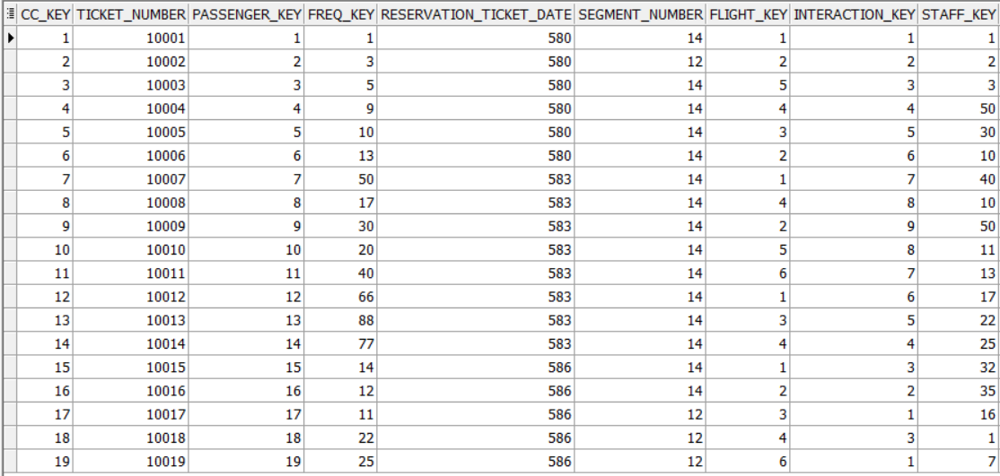 CC_KEY TICKET_NUMBER PASSENGER_KEY FREQ_KEY RESERVATION_TICKET_DATE SEGMENT_NUMBER FLIGHT_KEY INTERACTION_KEY STAFF_KEY
1 10001 1 1 580 14 1 1 1
2 10002 2 3 580 12 2 2 2
3 10003 3 5 580 14 5 3 3
4 10004 4 9 580 14 4 4 50
5 10005 5 10 580 14 3 5 30
6 10006 6 13 580 14 2 6 10
7 10007 7 50 583 14 1 7 40
8 10008 8 17 583 14 4 8 10
9 10009 9 30 583 14 2 9 50
10 10010 10 20 583 14 5 8 11
11 10011 11 40 583 14 6 7 13
12 10012 12 66 583 14 1 6 17
13 10013 13 88 583 14 3 5 22
14 10014 14 77 583 14 4 4 25
15 10015 15 14 586 14 1 3 32
16 10016 16 12 586 14 2 2 35
17 10017 17 11 586 12 3 1 16
18 10018 18 22 586 12 4 3 1
19 10019 19 25 586 12 6 1 7